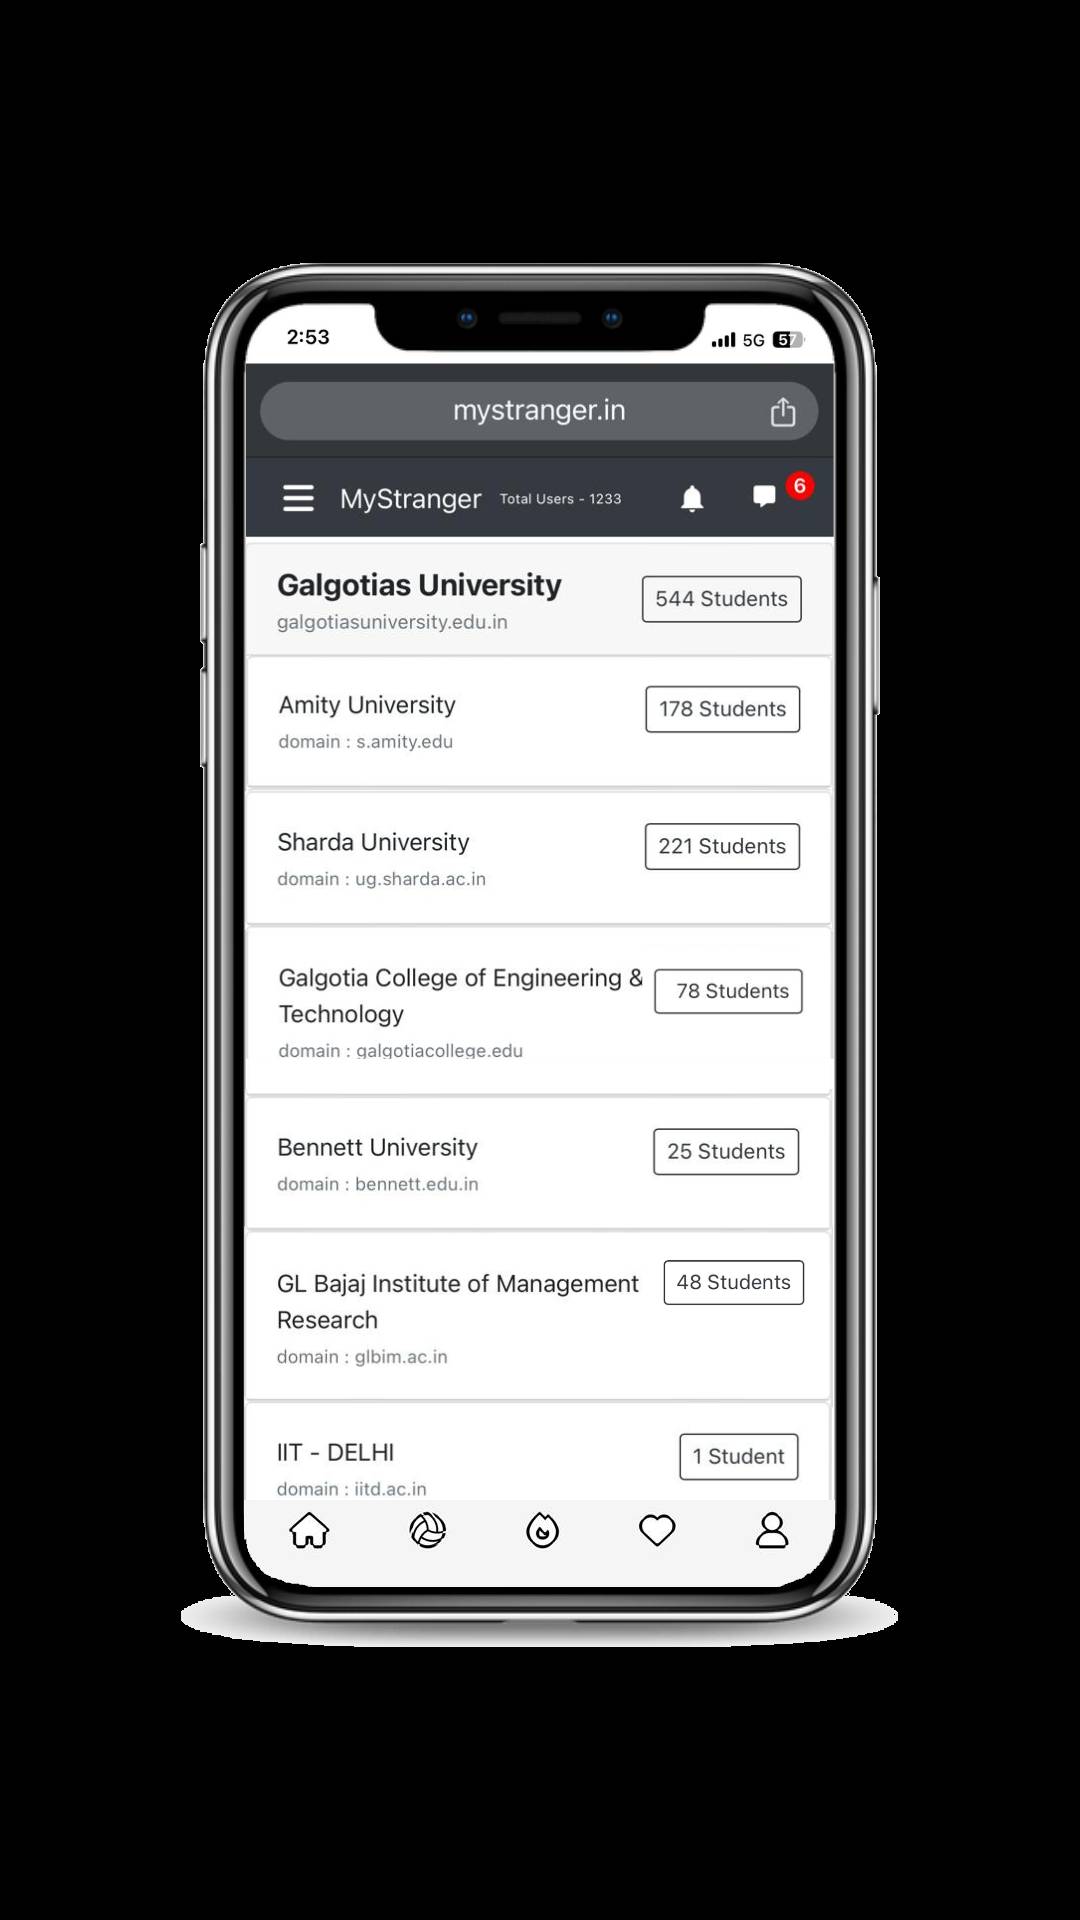 2:53
5G 57
mystranger.in
MyStranger Total Users - 1233
6
Galgotias University
544 Students
galgotiasuniversity.edu.in
Amity University
178 Students
domain : s.amity.edu
Sharda University
221 Students
domain : ug.sharda.ac.in
Galgotia College of Engineering &
78 Students
Technology
domain : galgotiacollege.edu
Bennett University
25 Students
domain : bennett.edu.in
GL Bajaj Institute of Management
48 Students
Research
domain : glbim.ac.in
IIT - DELHI
1 Student
domain : iitd.ac.in